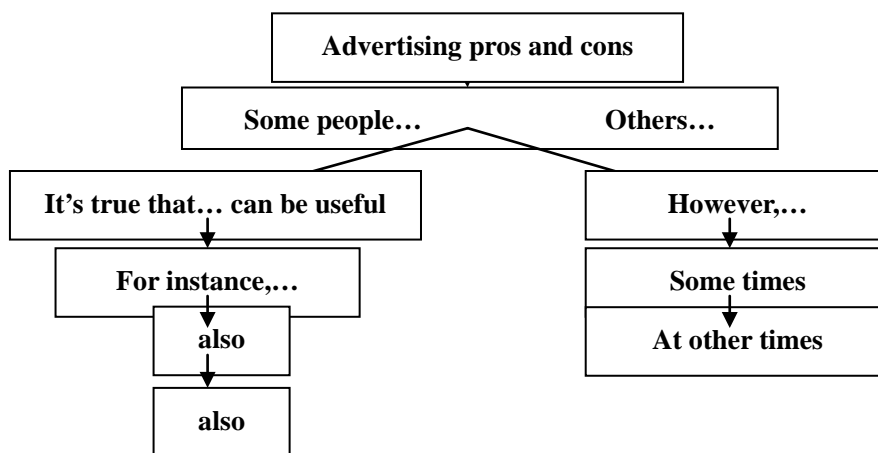 Advertising pros and cons
Some people… Others…
It’s true that… can be useful
However,…
For instance,…
Some times
also
At other times
also